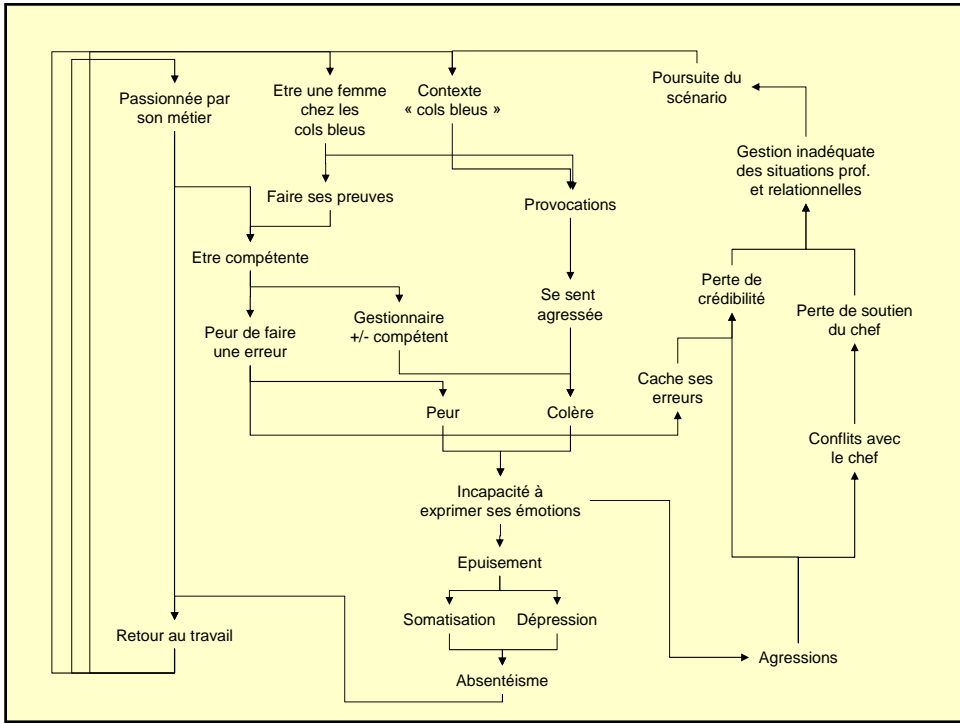 Passionnée par
son métier
Etre une femme
chez les
cols bleus
Contexte
« cols bleus »
Poursuite du
scénario
Gestion inadéquate
des situations prof.
et relationnelles
Faire ses preuves
Provocations
Etre compétente
Perte de
crédibilité
Se sent
agressée
Perte de soutien
du chef
Peur de faire
une erreur
Gestionnaire
+/- compétent
Cache ses
erreurs
Peur
Colère
Conflits avec
le chef
Incapacité à
exprimer ses émotions
Epuisement
Somatisation
Dépression
Retour au travail
Agressions
Absentéisme